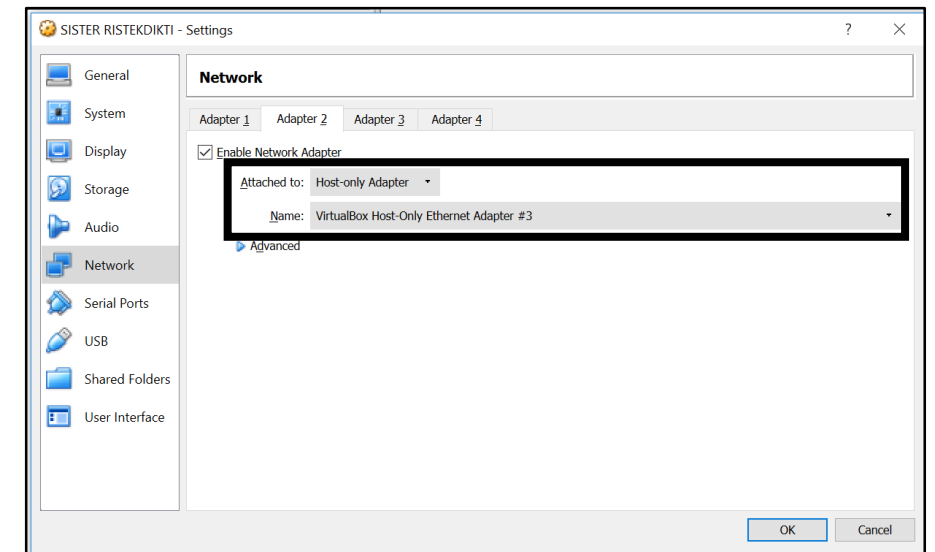 SISTER RISTEKDIKTI - Settings
?
General
System
Display
Storage
Audio
Network
Serial Ports
USB
Shared Folders
User Interface
Network
Adapter 1 Adapter 2 Adapter 3 Adapter 4
Enable Network Adapter
Attached to: Host-only Adapter
Name: VirtualBox Host-Only Ethernet Adapter #3
Advanced
OK Cancel